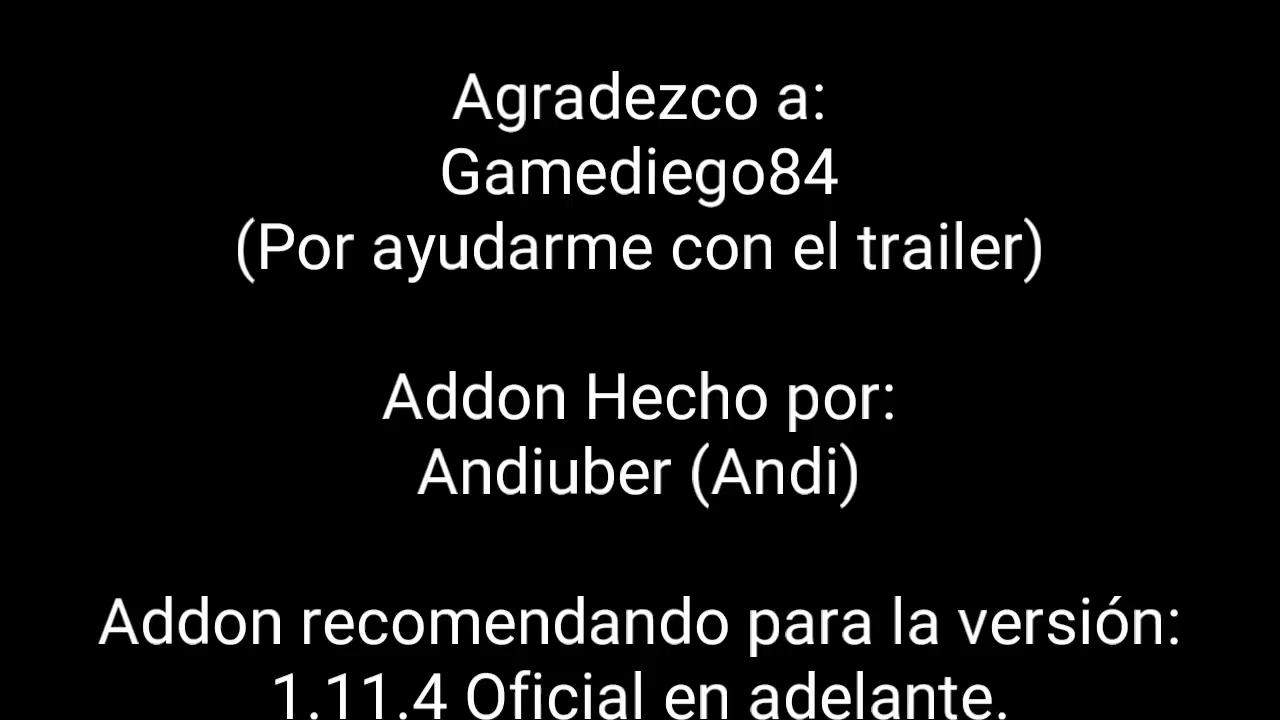 Agradezco a:
Gamediego84
(Por ayudarme con el trailer)
Addon Hecho por:
Andiuber (Andi)
Addon recomendando para la versión:
1.11.4 Oficial en adelante.